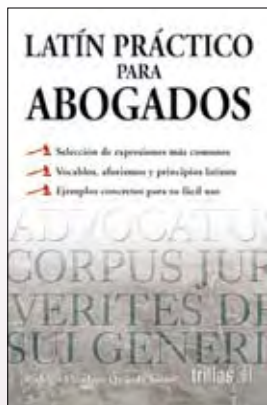 LATÍN PRÁCTICO
PARA
ABOGADOS
Selección de expresiones más comunes
Vocablos, aforismos y principios latinos
Ejemplos concretos para su fácil uso
ADVOCATUS
CORPUS JUR
VERITES DE
SUI GENERI
trillas